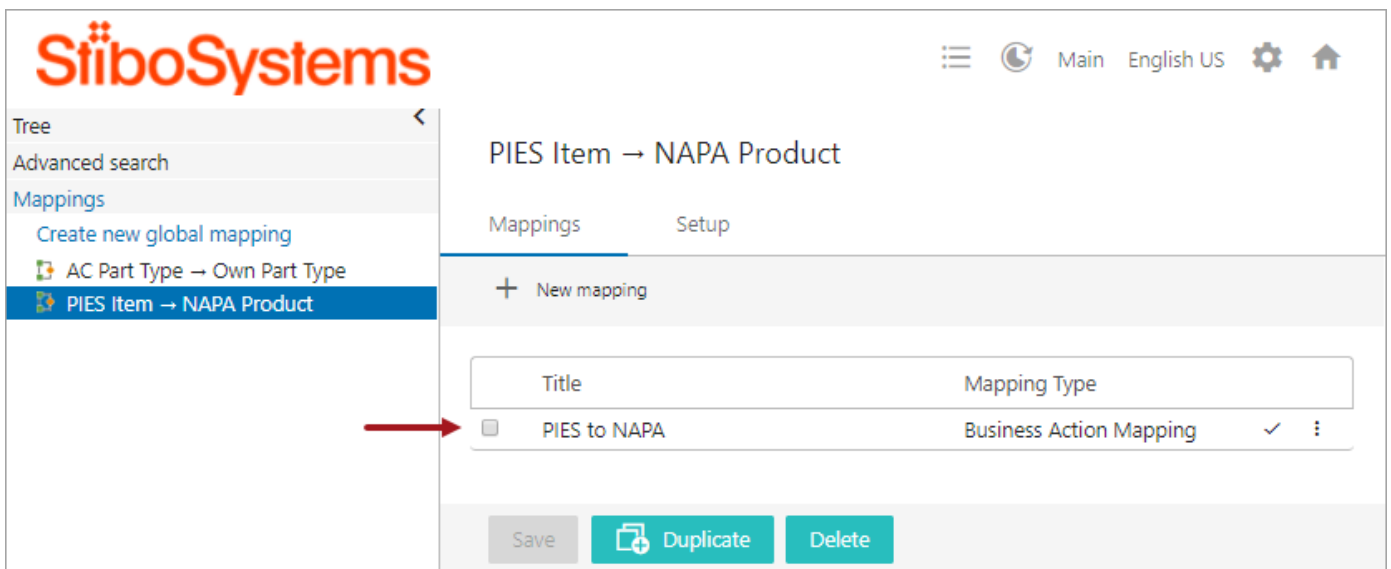 StiboSystems
Main English US
Tree
Advanced search
Mappings
Create new global mapping
AC Part Type → Own Part Type
PIES Item → NAPA Product
PIES Item → NAPA Product
Mappings Setup
+ New mapping
Title Mapping Type
PIES to NAPA Business Action Mapping
Save Duplicate Delete